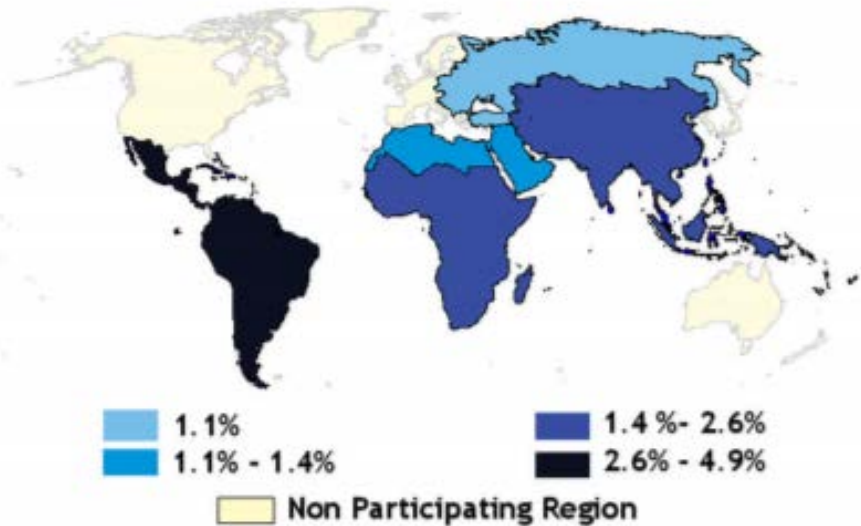 1.1%
1.4 %- 2.6%
1.1% - 1.4%
2.6% - 4.9%
Non Participating Region